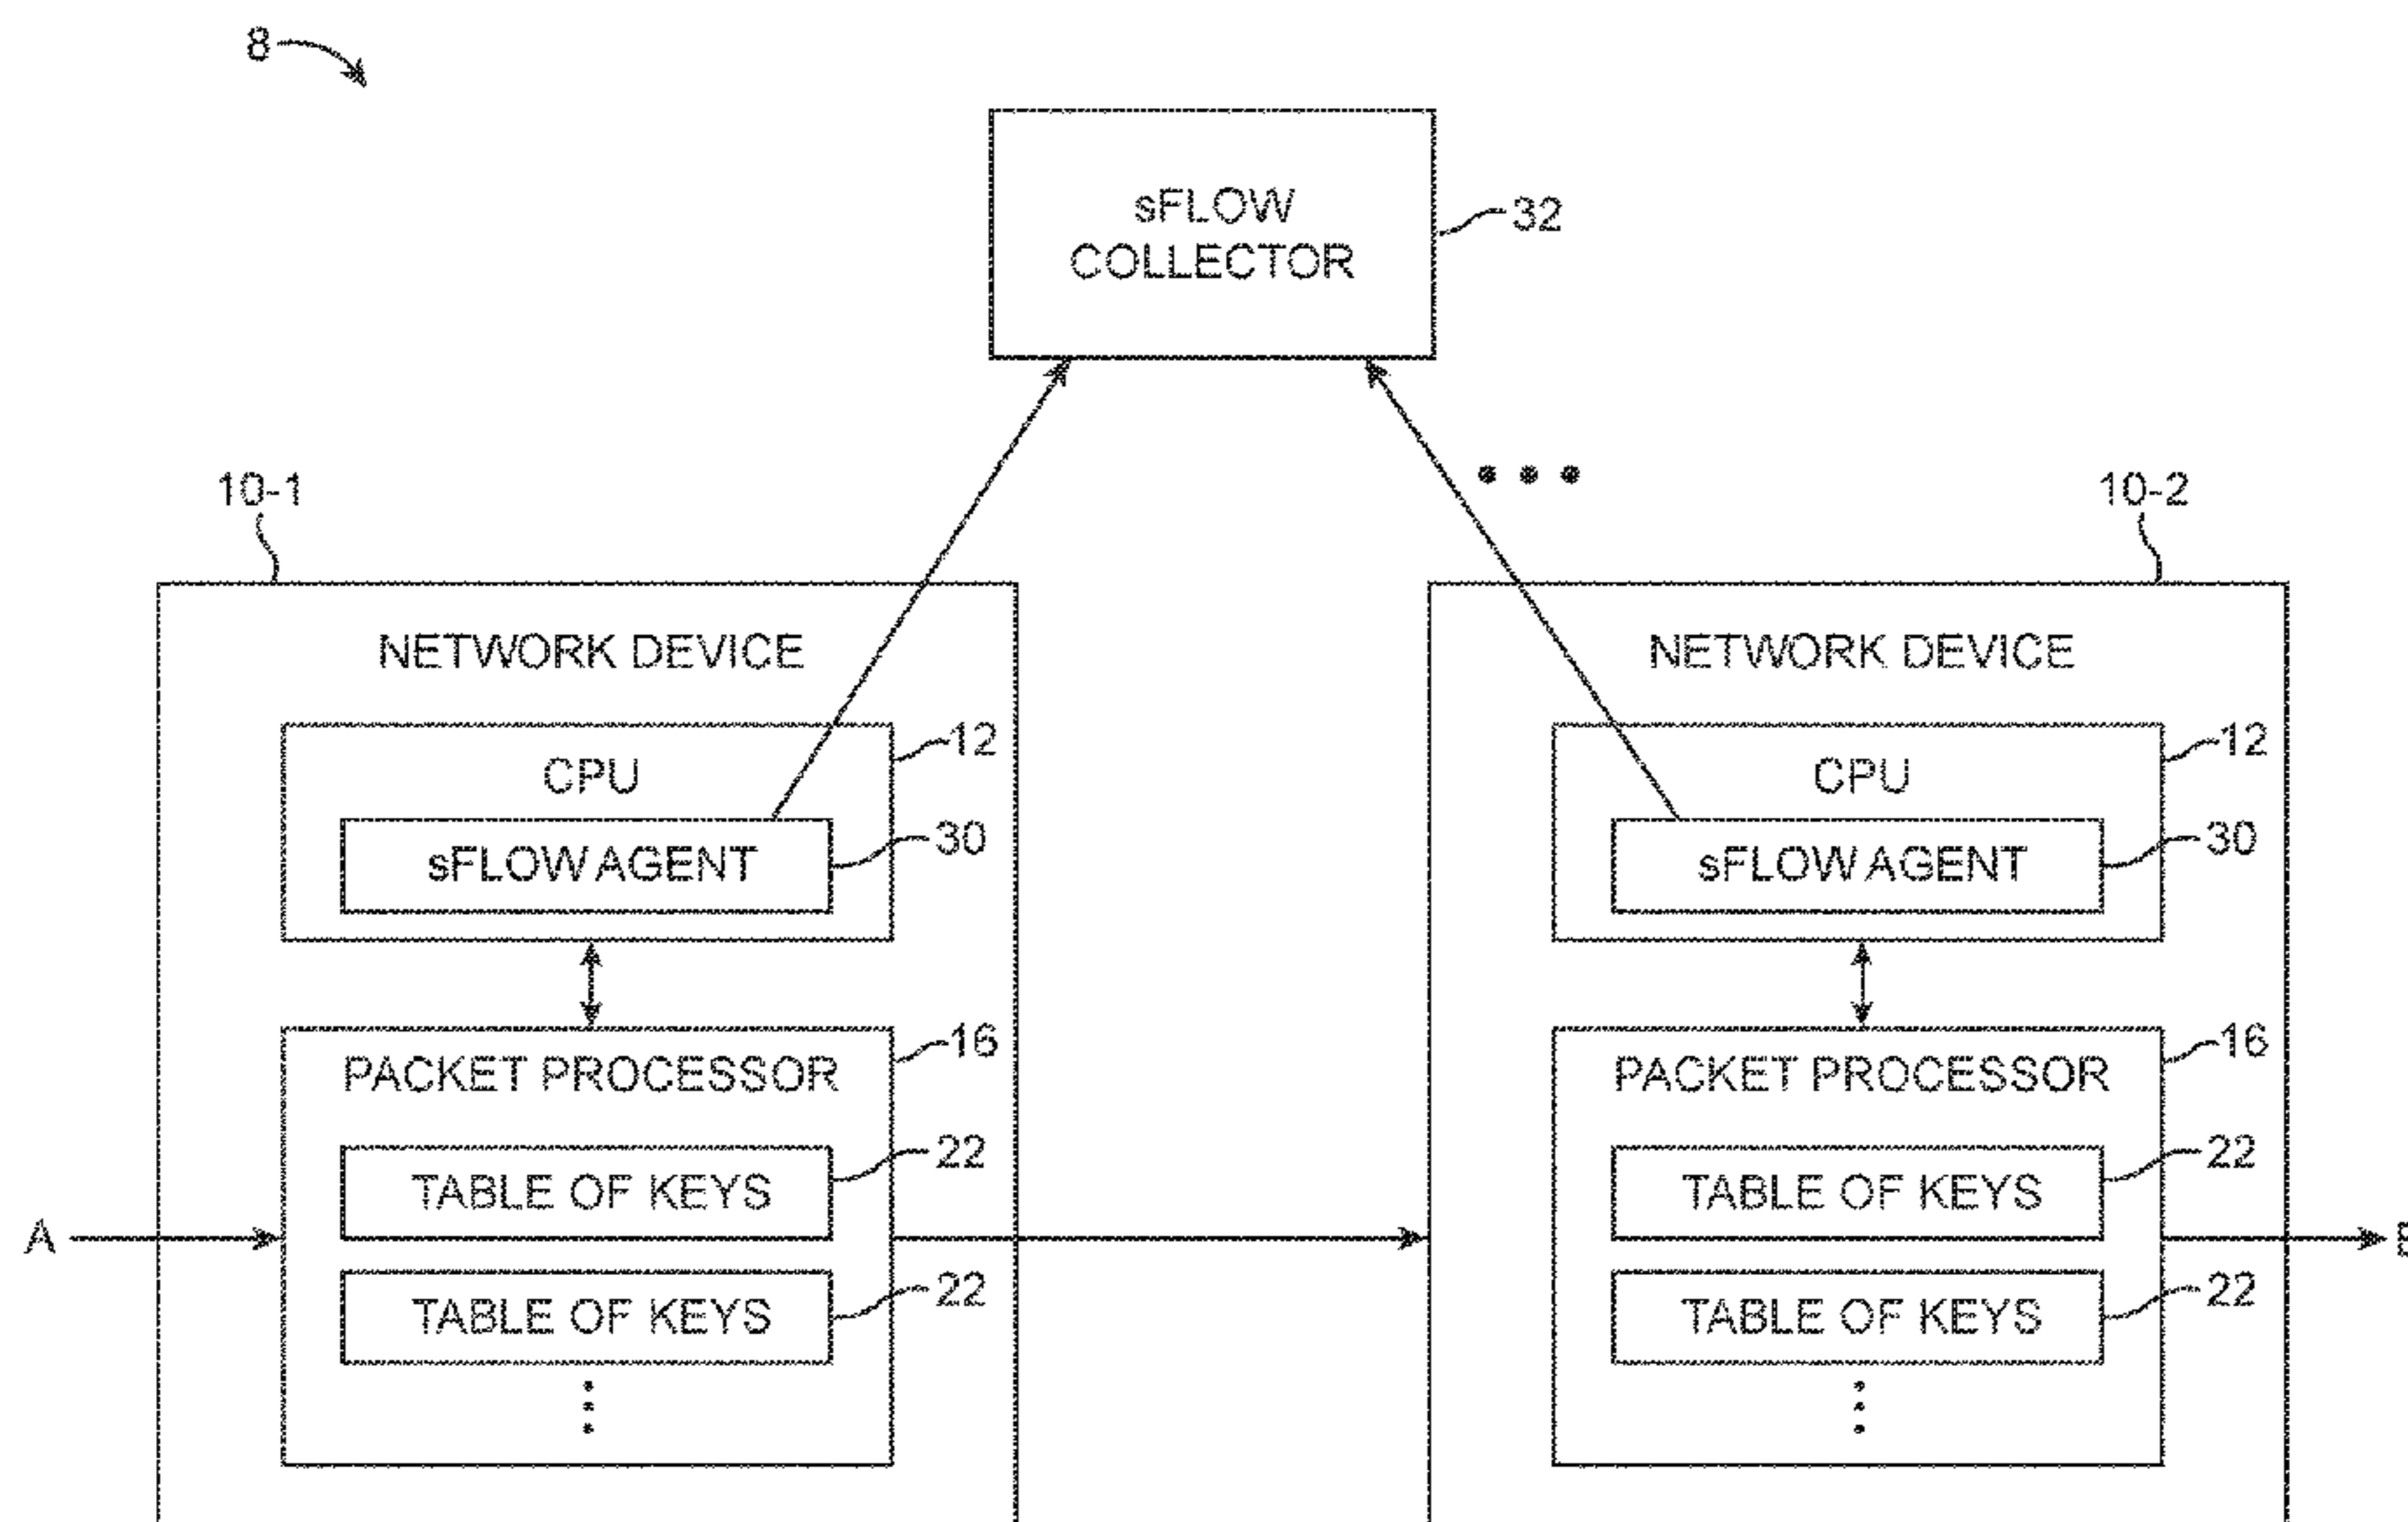 8
sFLOW
COLLECTOR
32
10-1
10-2
NETWORK DEVICE
NETWORK DEVICE
12
12
CPU
CPU
30
30
sFLOW AGENT
sFLOW AGENT
16
16
PACKET PROCESSOR
PACKET PROCESSOR
22
22
TABLE OF KEYS
TABLE OF KEYS
A
22
22
TABLE OF KEYS
TABLE OF KEYS